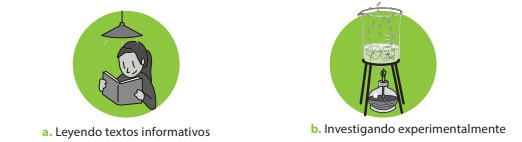 a. Leyendo textos informativos
b. Investigando experimentalmente